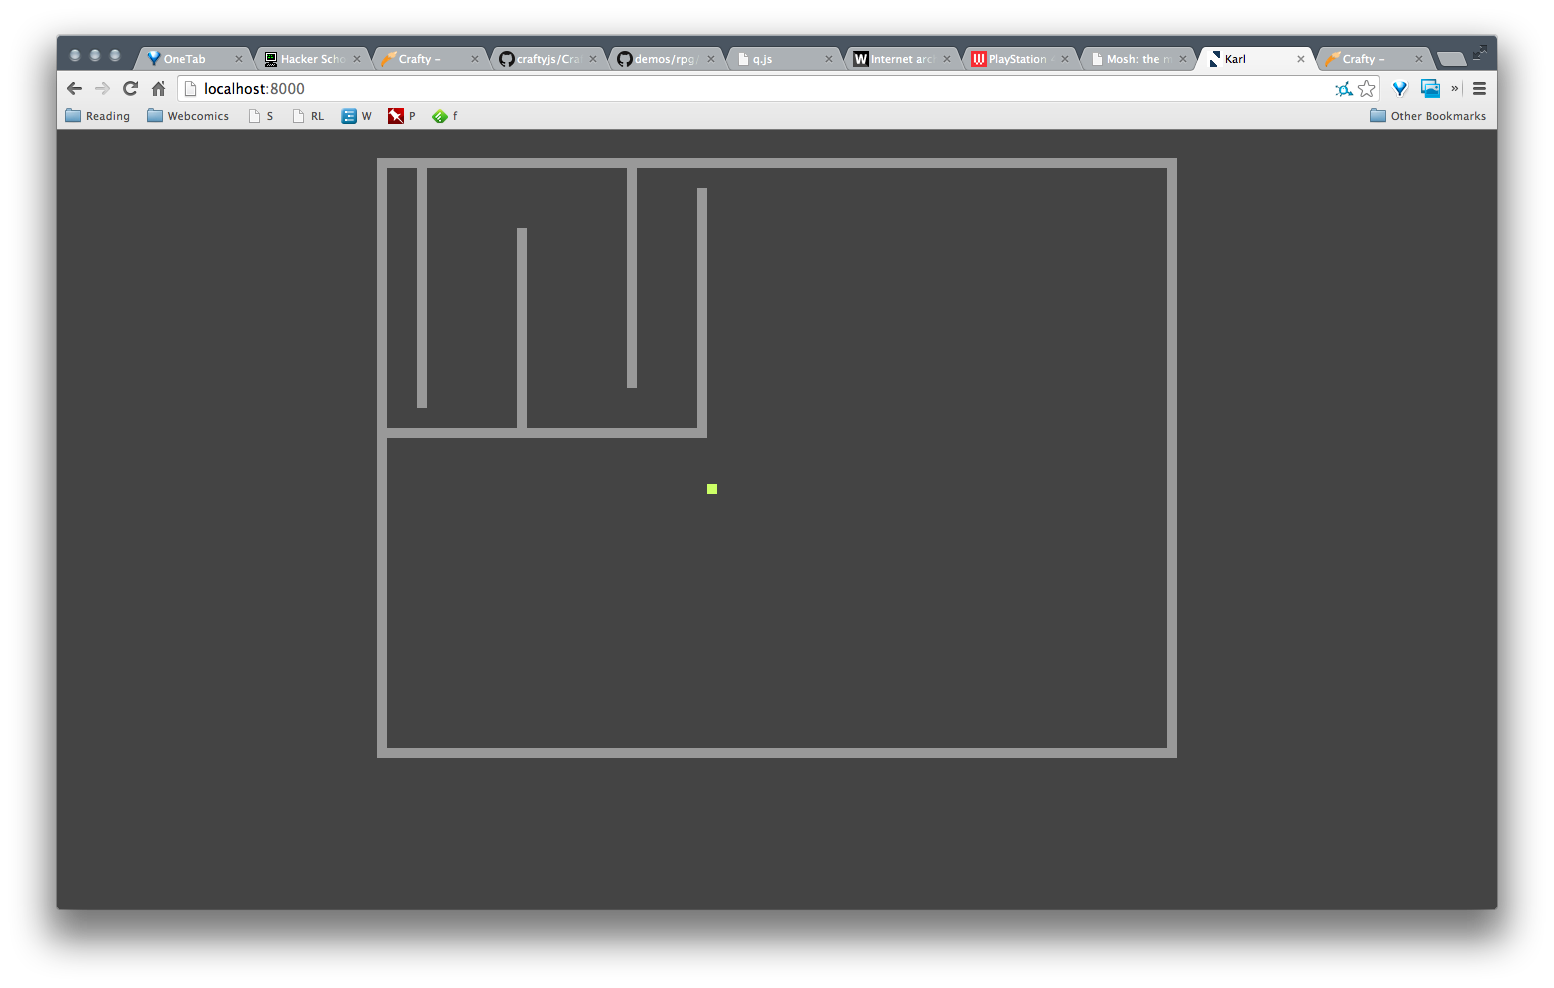 OneTab Hacker Scho Crafty – craftyjs/Cra demos/rpg/ q.js Internet arc PlayStation Mosh: the m Karl Crafty –
localhost:8000
Reading Webcomics S RL W P f Other Bookmarks